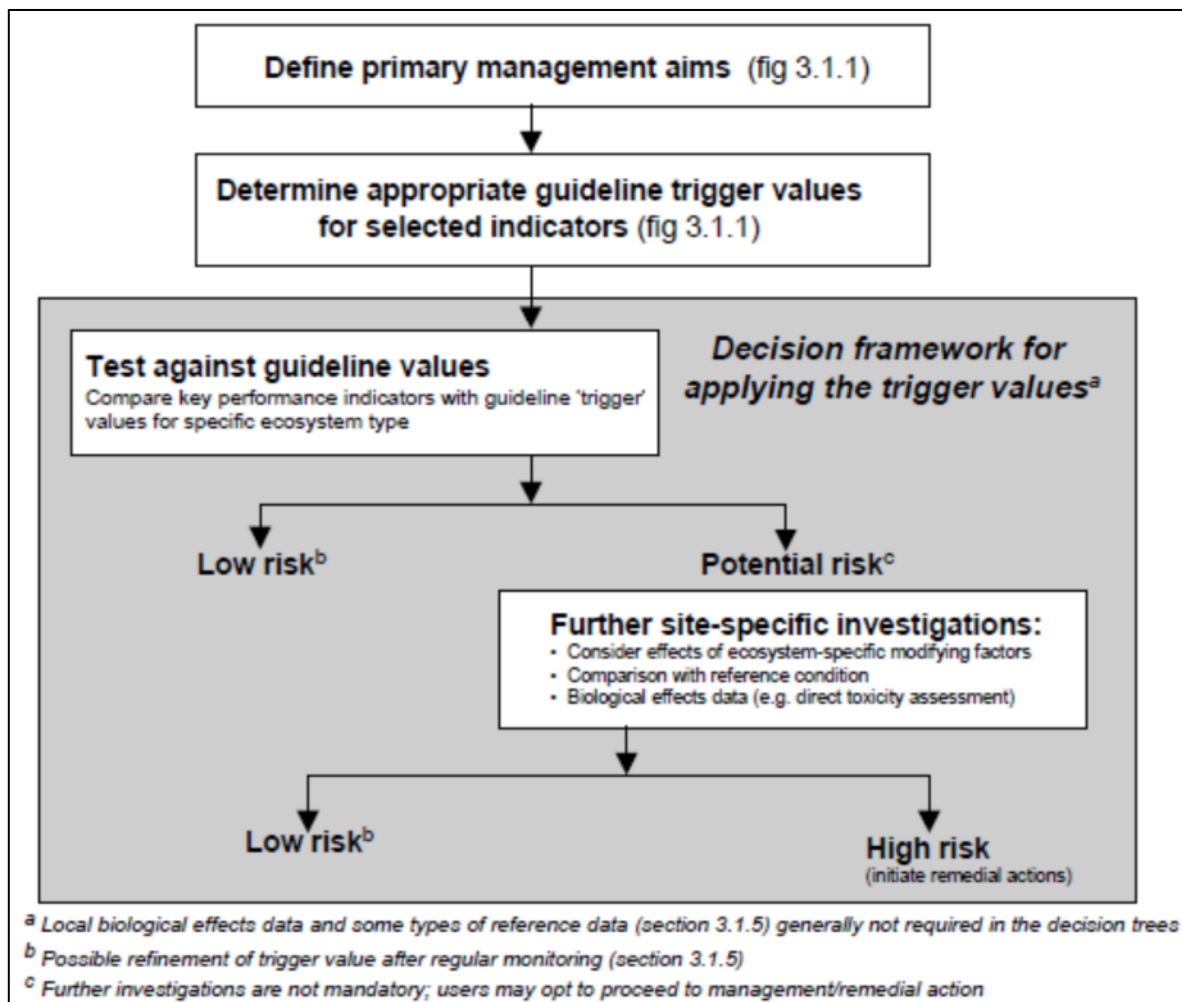 Define primary management aims (fig 3.1.1)
Determine appropriate guideline trigger values
for selected indicators (fig 3.1.1)
Decision framework for
applying the trigger valuesᵃ
Test against guideline values
Compare key performance indicators with guideline 'trigger'
values for specific ecosystem type
Low riskᵇ
Potential riskᶜ
Further site-specific investigations:
• Consider effects of ecosystem-specific modifying factors
• Comparison with reference condition
• Biological effects data (e.g. direct toxicity assessment)
Low riskᵇ
High risk
(initiate remedial actions)
ᵃ Local biological effects data and some types of reference data (section 3.1.5) generally not required in the decision trees
ᵇ Possible refinement of trigger value after regular monitoring (section 3.1.5)
ᶜ Further investigations are not mandatory; users may opt to proceed to management/remedial action